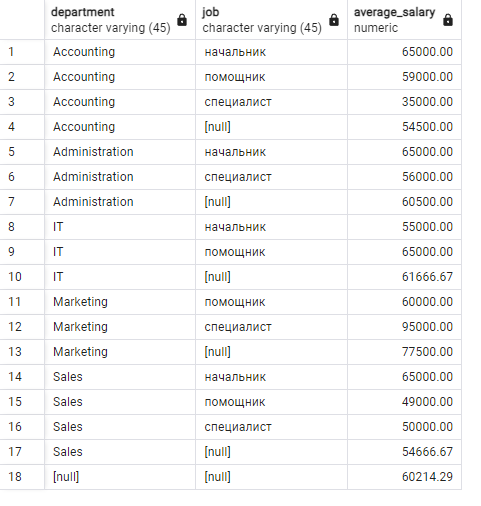 department job average_salary
character varying (45) character varying (45) numeric
1 Accounting начальник 65000.00
2 Accounting помощник 59000.00
3 Accounting специалист 35000.00
4 Accounting [null] 54500.00
5 Administration начальник 65000.00
6 Administration специалист 56000.00
7 Administration [null] 60500.00
8 IT начальник 55000.00
9 IT помощник 65000.00
10 IT [null] 61666.67
11 Marketing помощник 60000.00
12 Marketing специалист 95000.00
13 Marketing [null] 77500.00
14 Sales начальник 65000.00
15 Sales помощник 49000.00
16 Sales специалист 50000.00
17 Sales [null] 54666.67
18 [null] [null] 60214.29